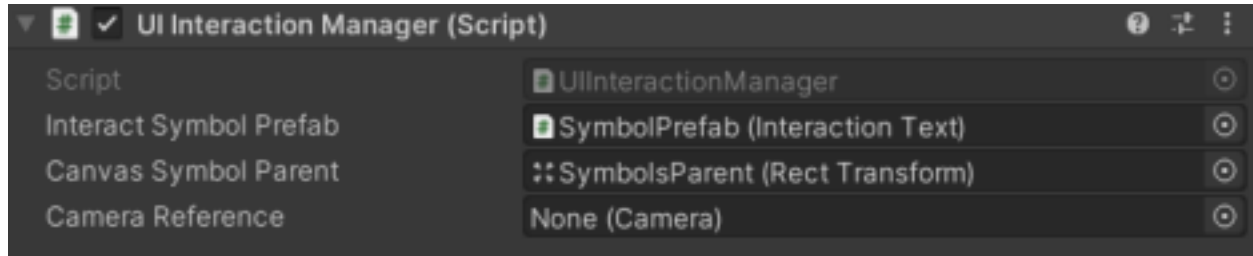 UI Interaction Manager (Script)
Script UIInteractionManager
Interact Symbol Prefab SymbolPrefab (Interaction Text)
Canvas Symbol Parent SymbolsParent (Rect Transform)
Camera Reference None (Camera)